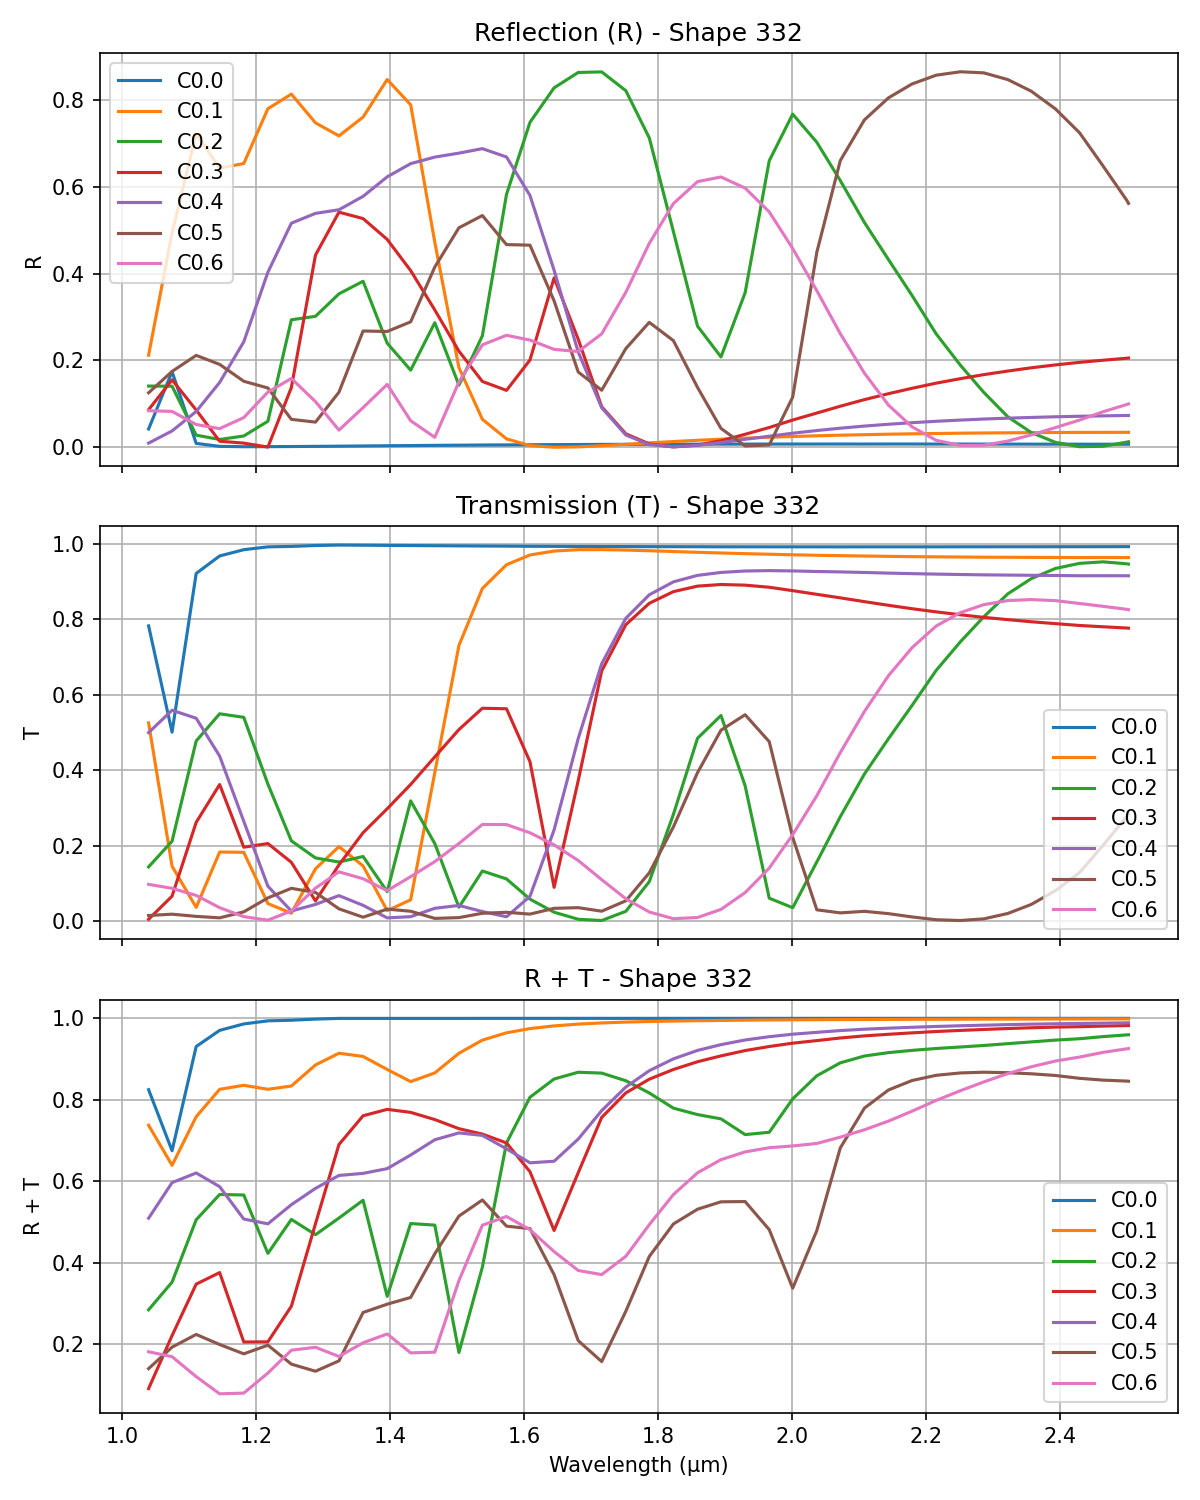 Reflection (R) - Shape 332
0.8
0.6
0.4
0.2
0.0
R
C0.0
C0.1
C0.2
C0.3
C0.4
C0.5
C0.6
Transmission (T) - Shape 332
1.0
0.8
0.6
0.4
0.2
0.0
T
C0.0
C0.1
C0.2
C0.3
C0.4
C0.5
C0.6
R + T - Shape 332
1.0
0.8
0.6
0.4
0.2
R + T
C0.0
C0.1
C0.2
C0.3
C0.4
C0.5
C0.6
1.0 1.2 1.4 1.6 1.8 2.0 2.2 2.4
Wavelength (μm)